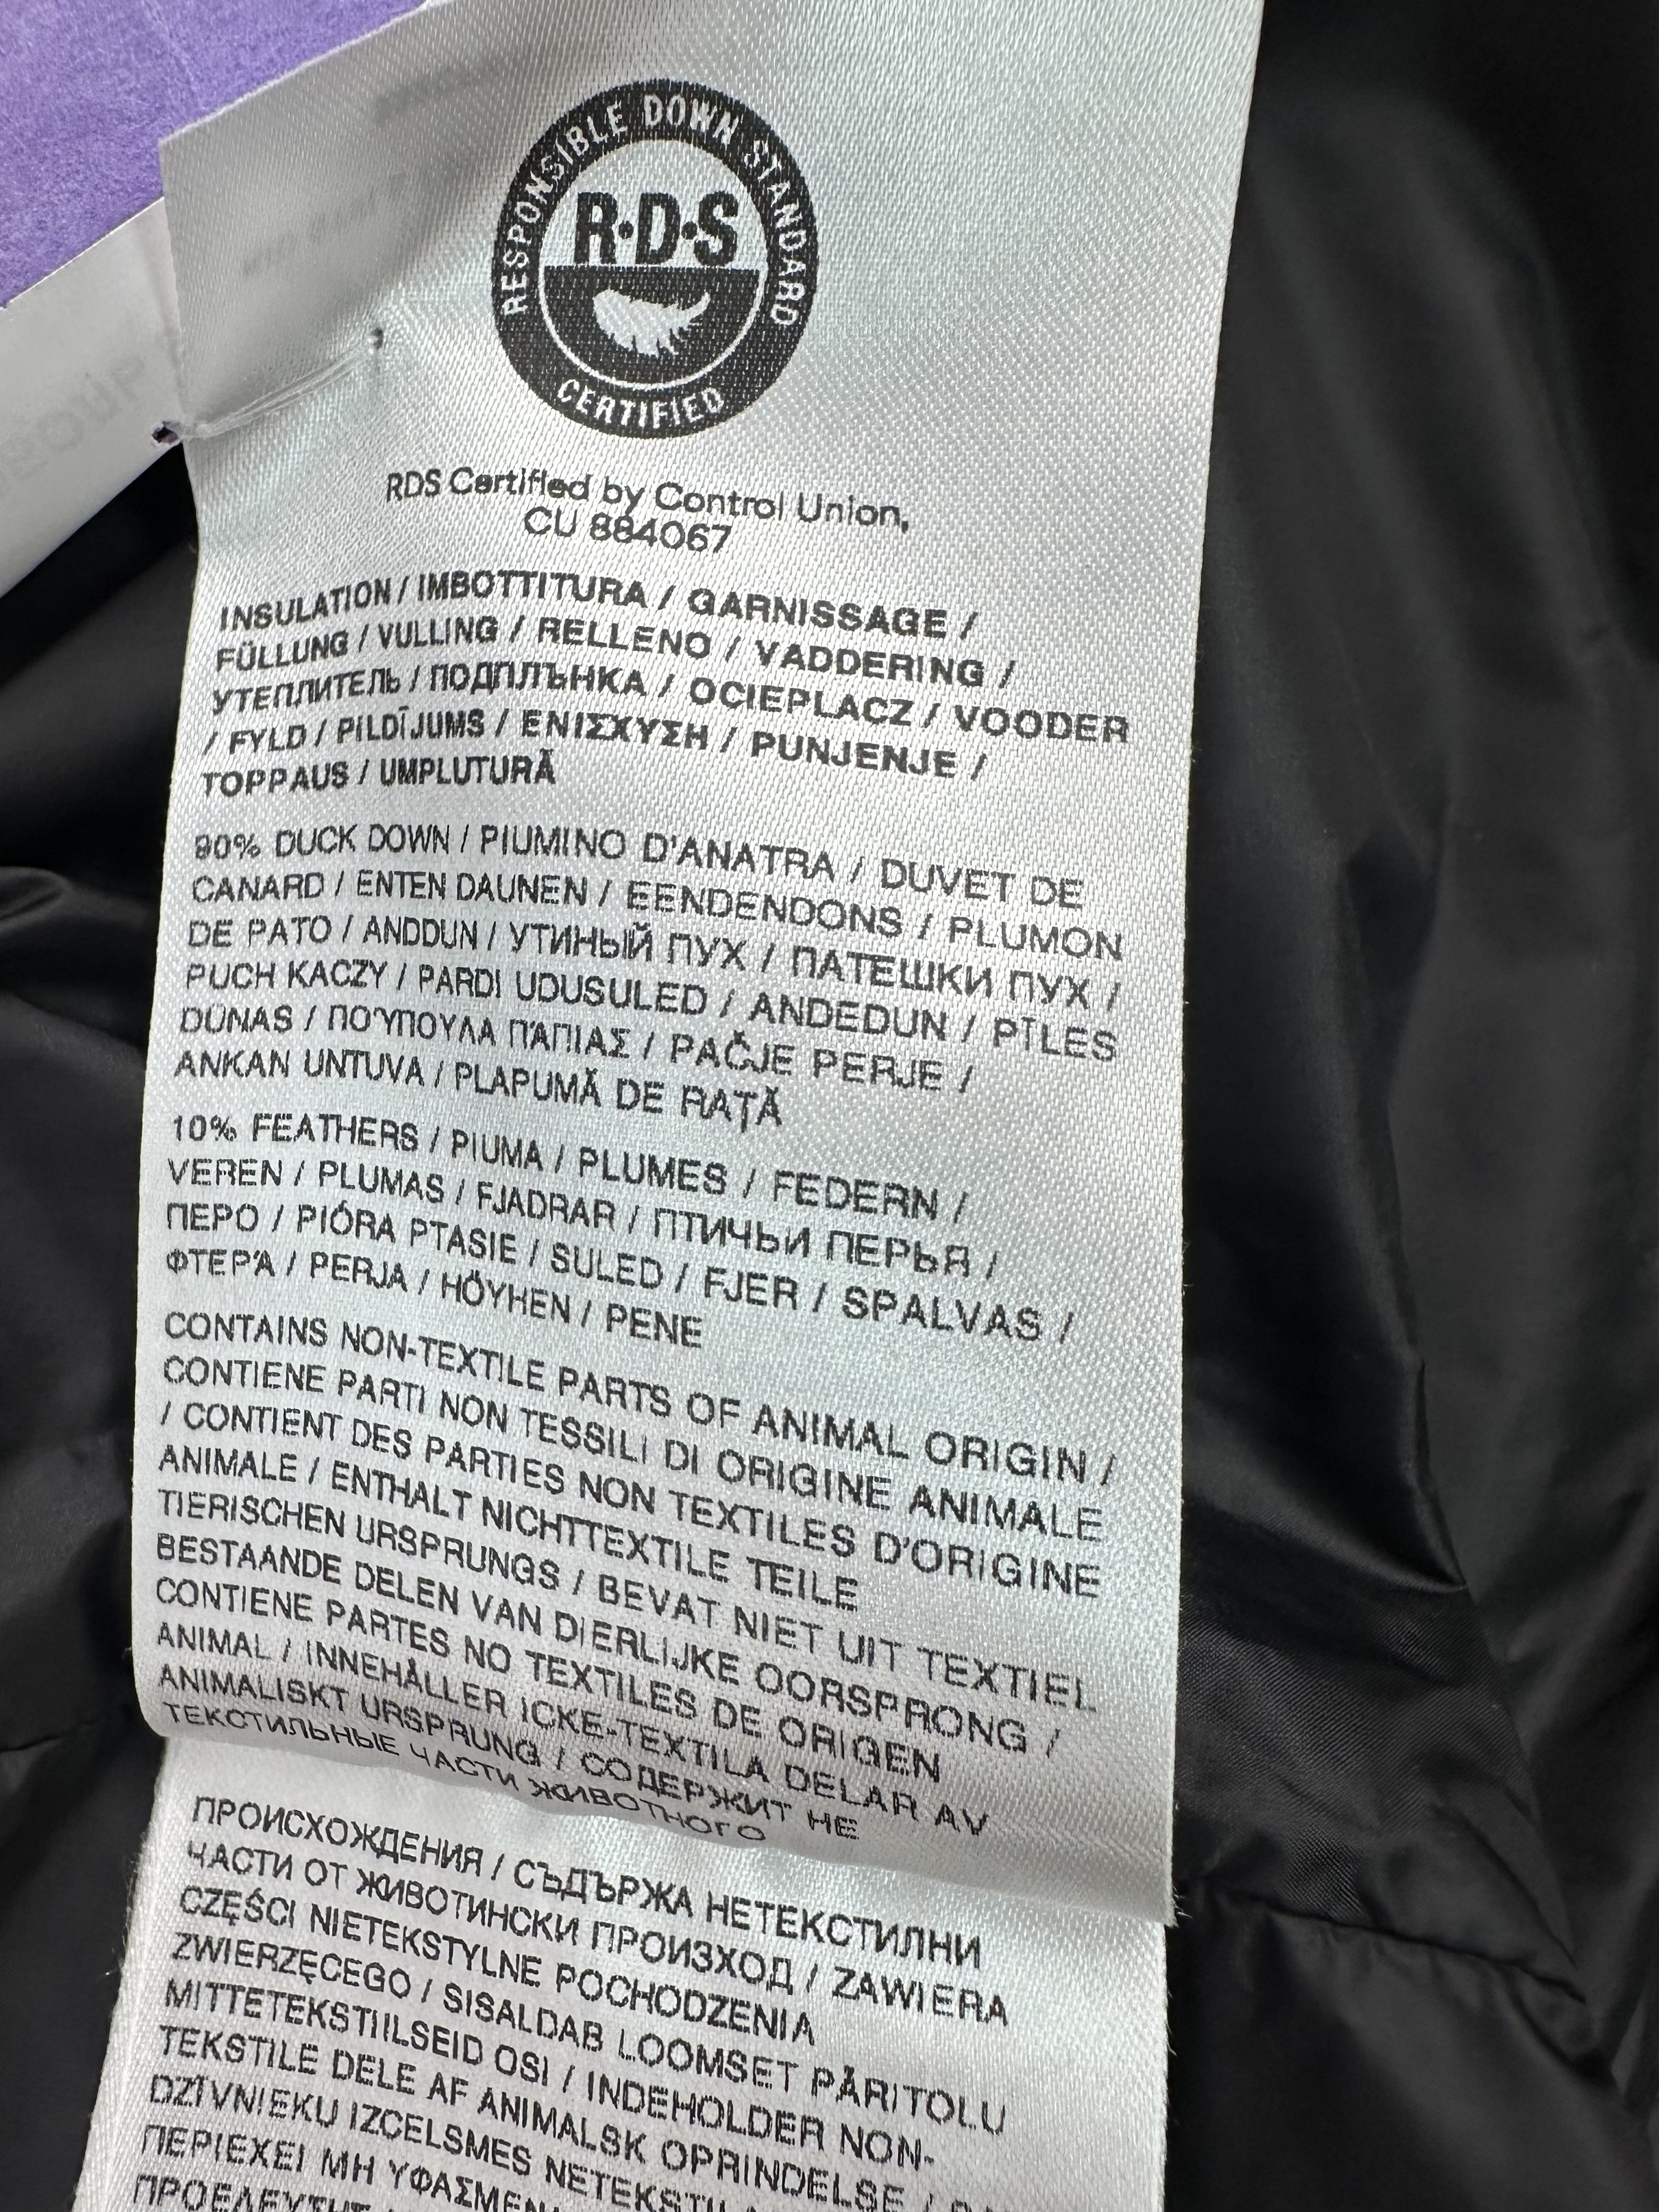 RESPONSIBLE DOWN STANDARD
R·D·S
CERTIFIED
RDS Certified by Control Union,
CU 884067
INSULATION / IMBOTTITURA / GARNISSAGE /
FÜLLUNG / VULLING / RELLENO / VADDERING /
УТЕПЛИТЕЛЬ / ПОДПЛЪНКА / OCIEPLACZ / VOODER
/ FYLD / PILDĪJUMS / ΕΝΙΣΧΥΣΗ / PUNJENJE /
TOPPAUS / UMPLUTURĂ
90% DUCK DOWN / PIUMINO D'ANATRA / DUVET DE
CANARD / ENTEN DAUNEN / EENDENDONS / PLUMON
DE PATO / ANDDUN / УТИНЫЙ ПУХ / ПАТЕШКИ ПУХ /
PUCH KACZY / PARDI UDUSULED / ANDEDUN / PĪLES
DŪNAS / ΠΟΎΠΟΥΛΑ ΠΆΠΙΑΣ / PAČJE PERJE /
ANKAN UNTUVA / PLAPUMĂ DE RAȚĂ
10% FEATHERS / PIUMA / PLUMES / FEDERN /
VEREN / PLUMAS / FJADRAR / ПТИЧЬИ ПЕРЬЯ /
ПЕРО / PIÓRA PTASIE / SULED / FJER / SPALVAS /
ΦΤΕΡΆ / PERJA / HÖYHEN / PENE
CONTAINS NON-TEXTILE PARTS OF ANIMAL ORIGIN /
CONTIENE PARTI NON TESSILI DI ORIGINE ANIMALE
/ CONTIENT DES PARTIES NON TEXTILES D'ORIGINE
ANIMALE / ENTHALT NICHTTEXTILE TEILE
TIERISCHEN URSPRUNGS / BEVAT NIET UIT TEXTIEL
BESTAANDE DELEN VAN DIERLIJKE OORSPRONG /
CONTIENE PARTES NO TEXTILES DE ORIGEN
ANIMAL / INNEHÅLLER ICKE-TEXTILA DELAR AV
ANIMALISKT URSPRUNG / СОДЕРЖИТ НЕ
ТЕКСТИЛЬНЫЕ ЧАСТИ ЖИВОТНОГО
ПРОИСХОЖДЕНИЯ / СЪДЪРЖА НЕТЕКСТИЛНИ
ЧАСТИ ОТ ЖИВОТИНСКИ ПРОИЗХОД / ZAWIERA
CZĘŚCI NIETEKSTYLNE POCHODZENIA
ZWIERZĘCEGO / SISALDAB LOOMSET PÄRITOLU
MITTETEKSTIILSEID OSI / INDEHOLDER NON-
TEKSTILE DELE AF ANIMALSK OPRINDELSE /
DZĪVNIEKU IZCELSMES
ΠΕΡΙΕΧΕΙ ΜΗ